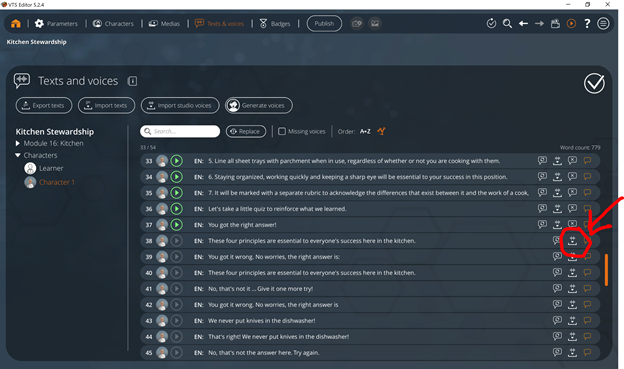 VTS Editor 5.2.4
Parameters Characters Medias Texts & voices Badges Publish
Kitchen Stewardship
Texts and voices
Export texts Import texts Import studio voices Generate voices
Kitchen Stewardship
Module 16: Kitchen
Characters
Learner
Character 1
Search... Replace Missing voices Order: A+Z
33 / 54 Word count: 779
33 EN: 5. Line all sheet trays with parchment when in use, regardless of whether or not you are cooking with them.
34 EN: 6. Staying organized, working quickly and keeping a sharp eye will be essential to your success in this position.
35 EN: 7. It will be marked with a separate rubric to acknowledge the differences that exist between it and the work of a cook,
36 EN: Let's take a little quiz to reinforce what we learned.
37 EN: You got the right answer!
38 EN: These four principles are essential to everyone's success here in the kitchen.
39 EN: You got it wrong. No worries, the right answer is:
40 EN: These four principles are essential to everyone's success here in the kitchen.
41 EN: No, that's not it ... Give it one more try!
42 EN: You got it wrong. No worries, the right answer is
43 EN: We never put knives in the dishwasher!
44 EN: That's right! We never put knives in the dishwasher!
45 EN: No, that's not the answer here. Try again.